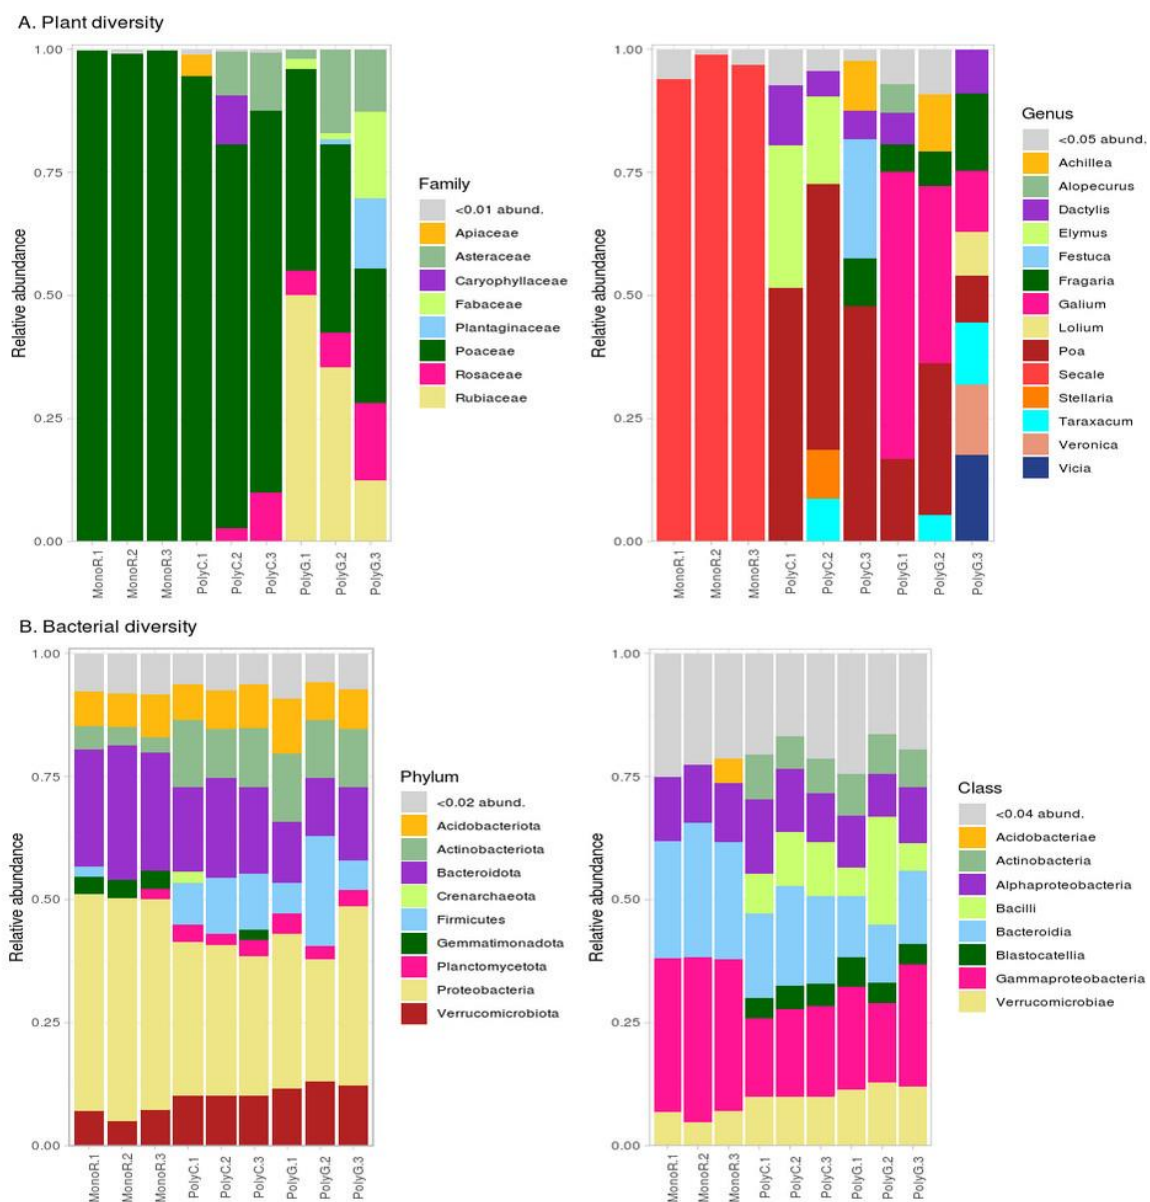 A. Plant diversity
Relative abundance
1.00
0.75
0.50
0.25
0.00
MonoR.1
MonoR.2
MonoR.3
PolyC.1
PolyC.2
PolyC.3
PolyG.1
PolyG.2
PolyG.3
Family
<0.01 abund.
Apiaceae
Asteraceae
Caryophyllaceae
Fabaceae
Plantaginaceae
Poaceae
Rosaceae
Rubiaceae
Relative abundance
1.00
0.75
0.50
0.25
0.00
MonoR.1
MonoR.2
MonoR.3
PolyC.1
PolyC.2
PolyC.3
PolyG.1
PolyG.2
PolyG.3
Genus
<0.05 abund.
Achillea
Alopecurus
Dactylis
Elymus
Festuca
Fragaria
Galium
Lolium
Poa
Secale
Stellaria
Taraxacum
Veronica
Vicia
B. Bacterial diversity
Relative abundance
1.00
0.75
0.50
0.25
0.00
MonoR.1
MonoR.2
MonoR.3
PolyC.1
PolyC.2
PolyC.3
PolyG.1
PolyG.2
PolyG.3
Phylum
<0.02 abund.
Acidobacteriota
Actinobacteriota
Bacteroidota
Crenarchaeota
Firmicutes
Gemmatimonadota
Planctomycetota
Proteobacteria
Verrucomicrobiota
Relative abundance
1.00
0.75
0.50
0.25
0.00
MonoR.1
MonoR.2
MonoR.3
PolyC.1
PolyC.2
PolyC.3
PolyG.1
PolyG.2
PolyG.3
Class
<0.04 abund.
Acidobacteriae
Actinobacteria
Alphaproteobacteria
Bacilli
Bacteroidia
Blastocatellia
Gammaproteobacteria
Verrucomicrobiae